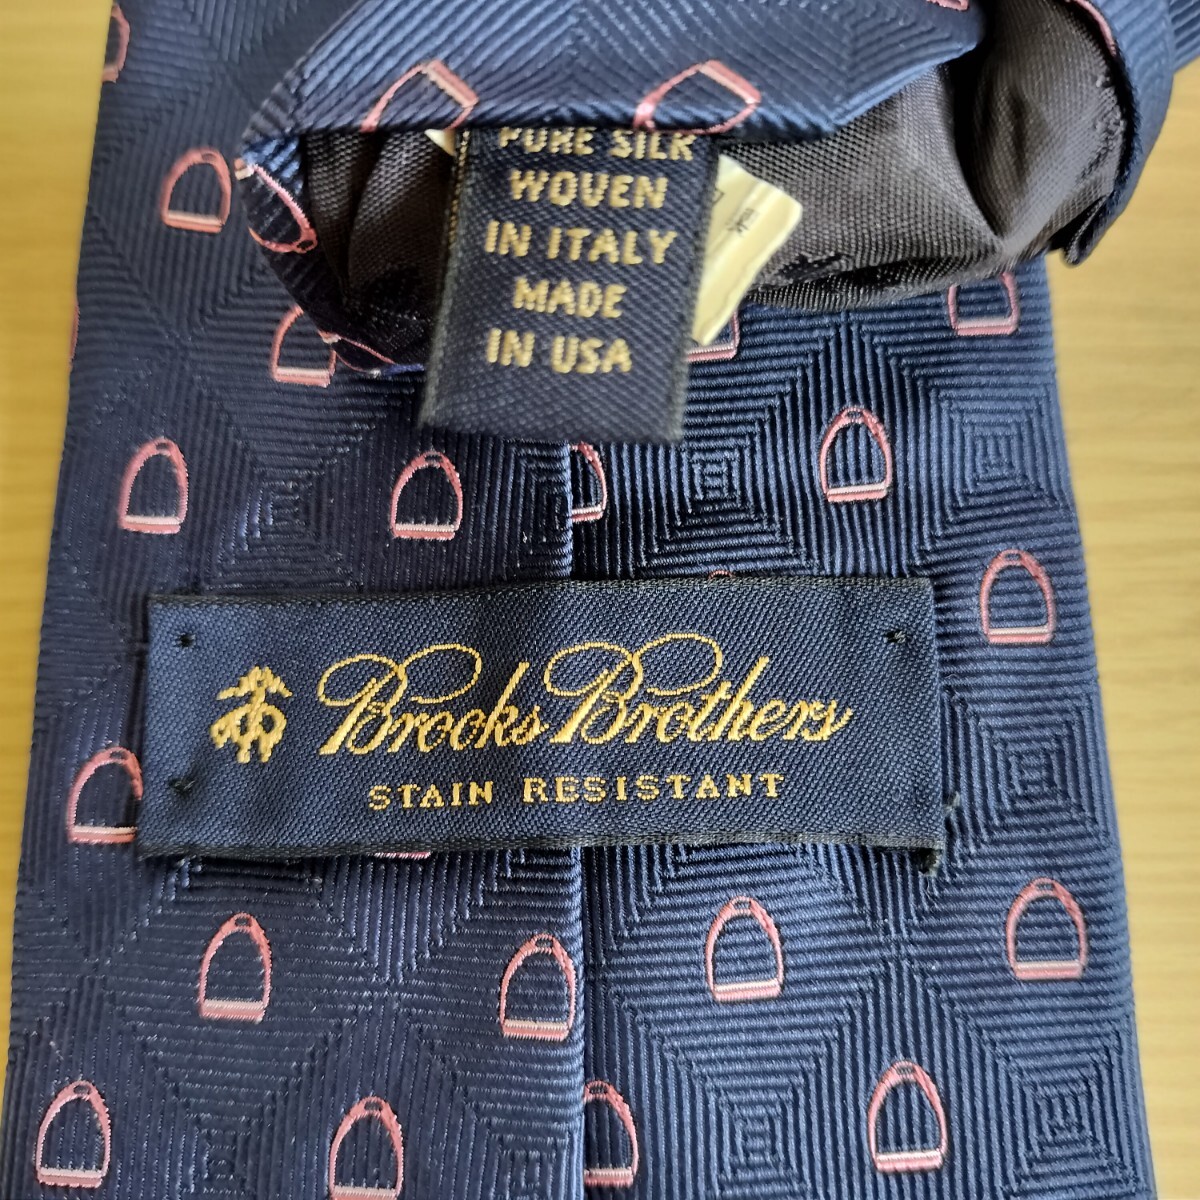 PURE SILK
WOVEN
IN ITALY
MADE
IN USA
Brooks Brothers
STAIN RESISTANT